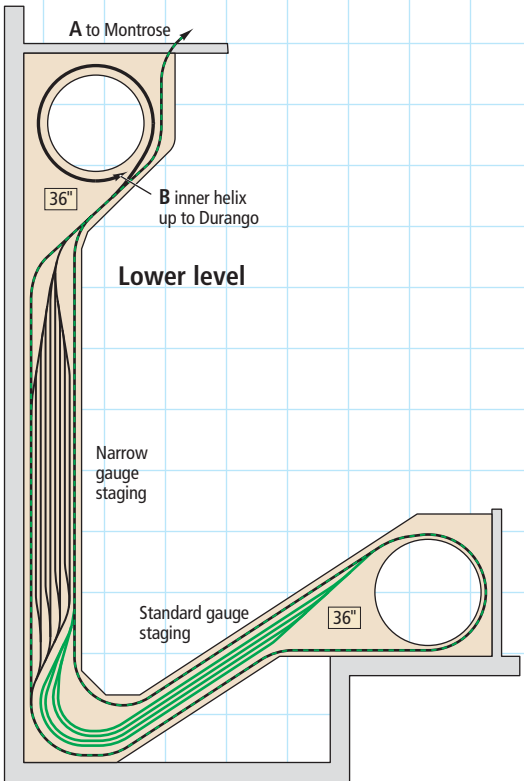 A to Montrose
36"
B inner helix
up to Durango
Lower level
Narrow
gauge
staging
Standard gauge
staging
36"